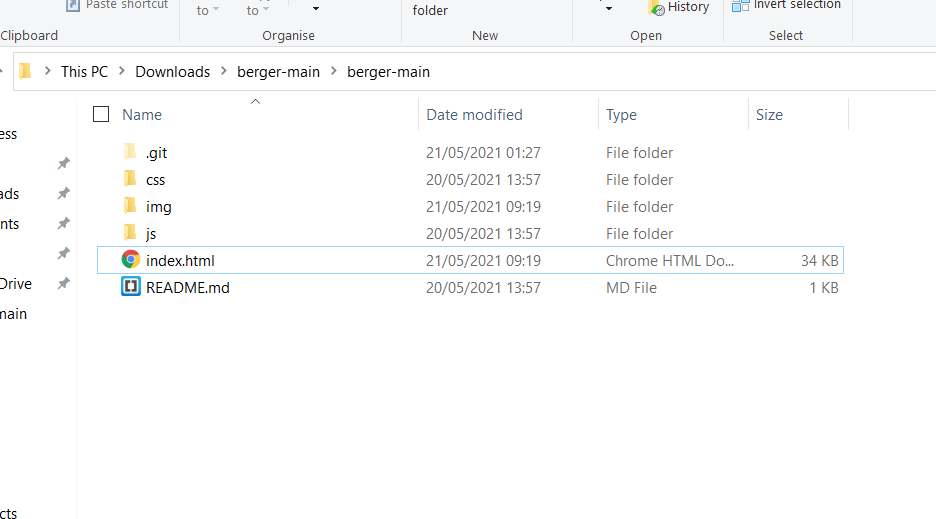 Paste shortcut
to
to
folder
History
Invert selection
Clipboard
Organise
New
Open
Select
This PC > Downloads > berger-main > berger-main
Name Date modified Type Size
.git 21/05/2021 01:27 File folder
css 20/05/2021 13:57 File folder
img 21/05/2021 09:19 File folder
js 20/05/2021 13:57 File folder
index.html 21/05/2021 09:19 Chrome HTML Do... 34 KB
README.md 20/05/2021 13:57 MD File 1 KB
ess
ads
nts
Drive
main
cts